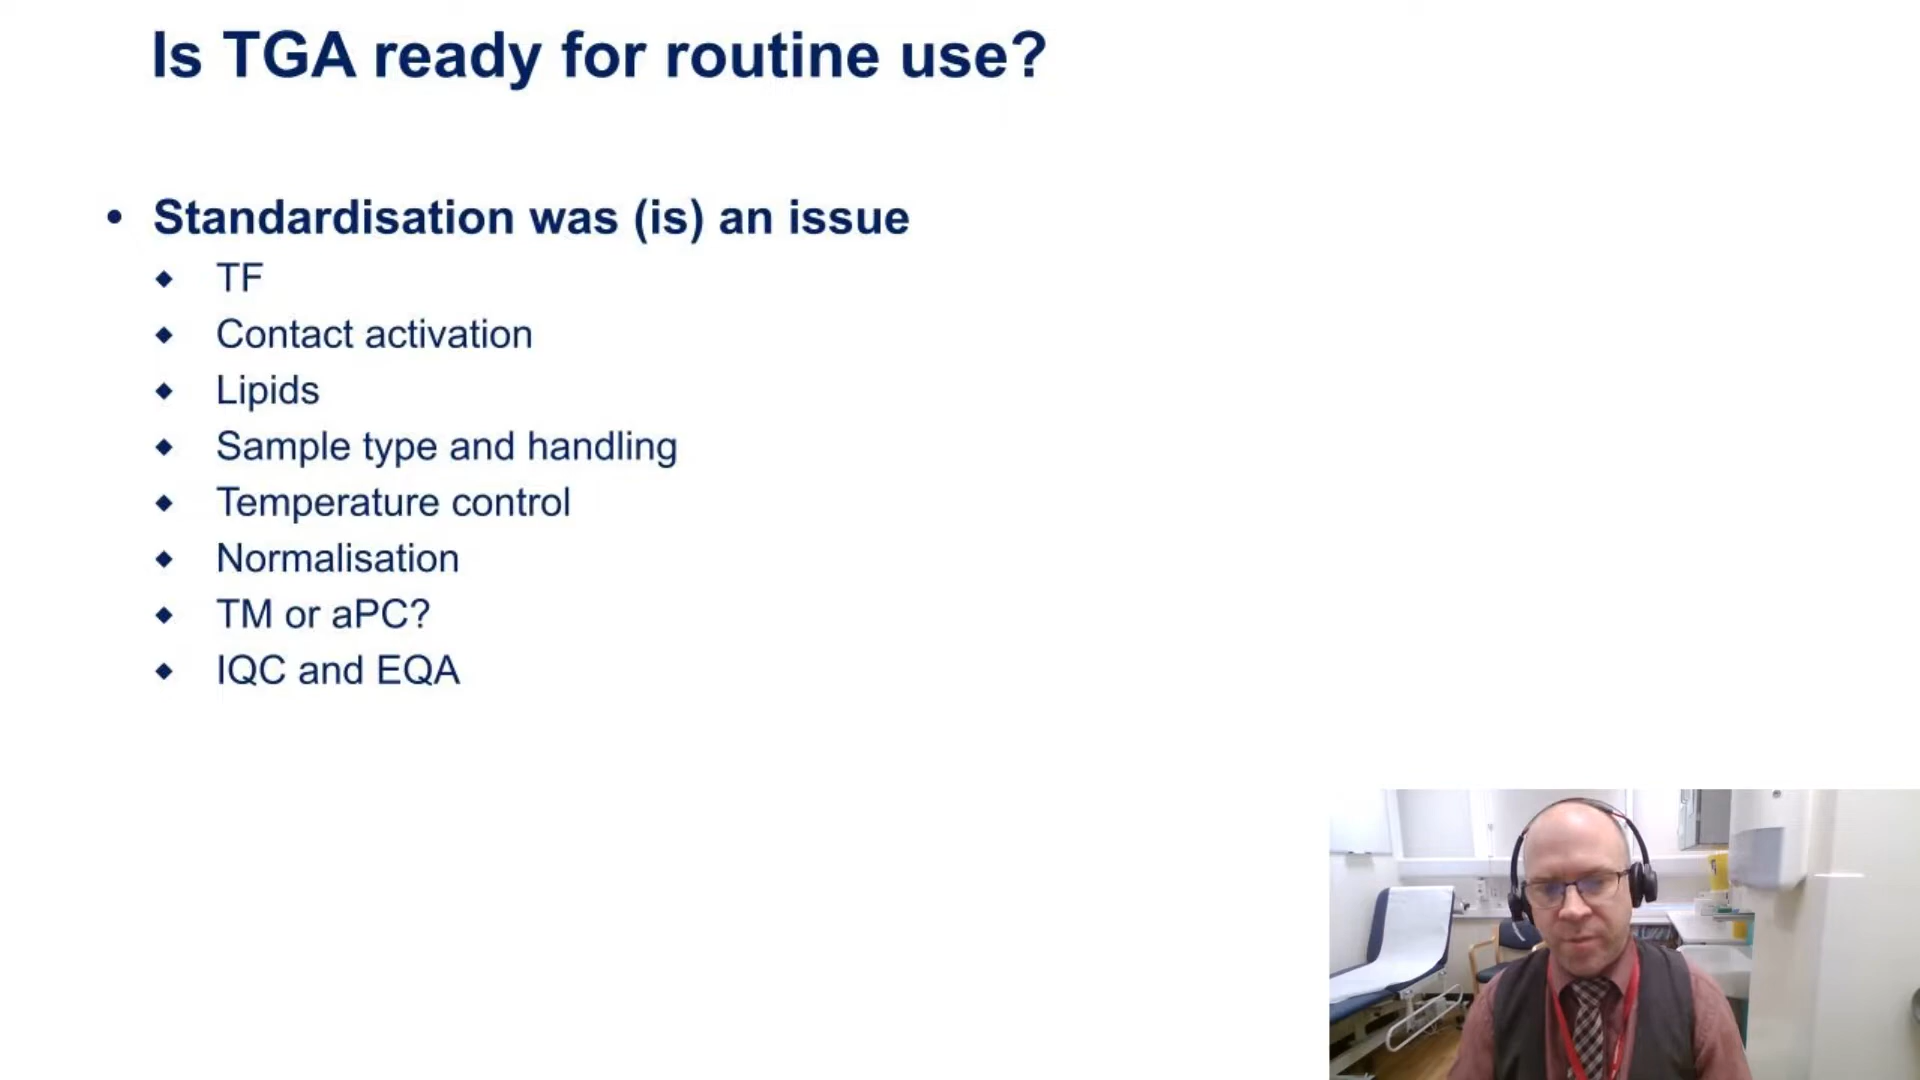 Is TGA ready for routine use?
• Standardisation was (is) an issue
◆ TF
◆ Contact activation
◆ Lipids
◆ Sample type and handling
◆ Temperature control
◆ Normalisation
◆ TM or aPC?
◆ IQC and EQA